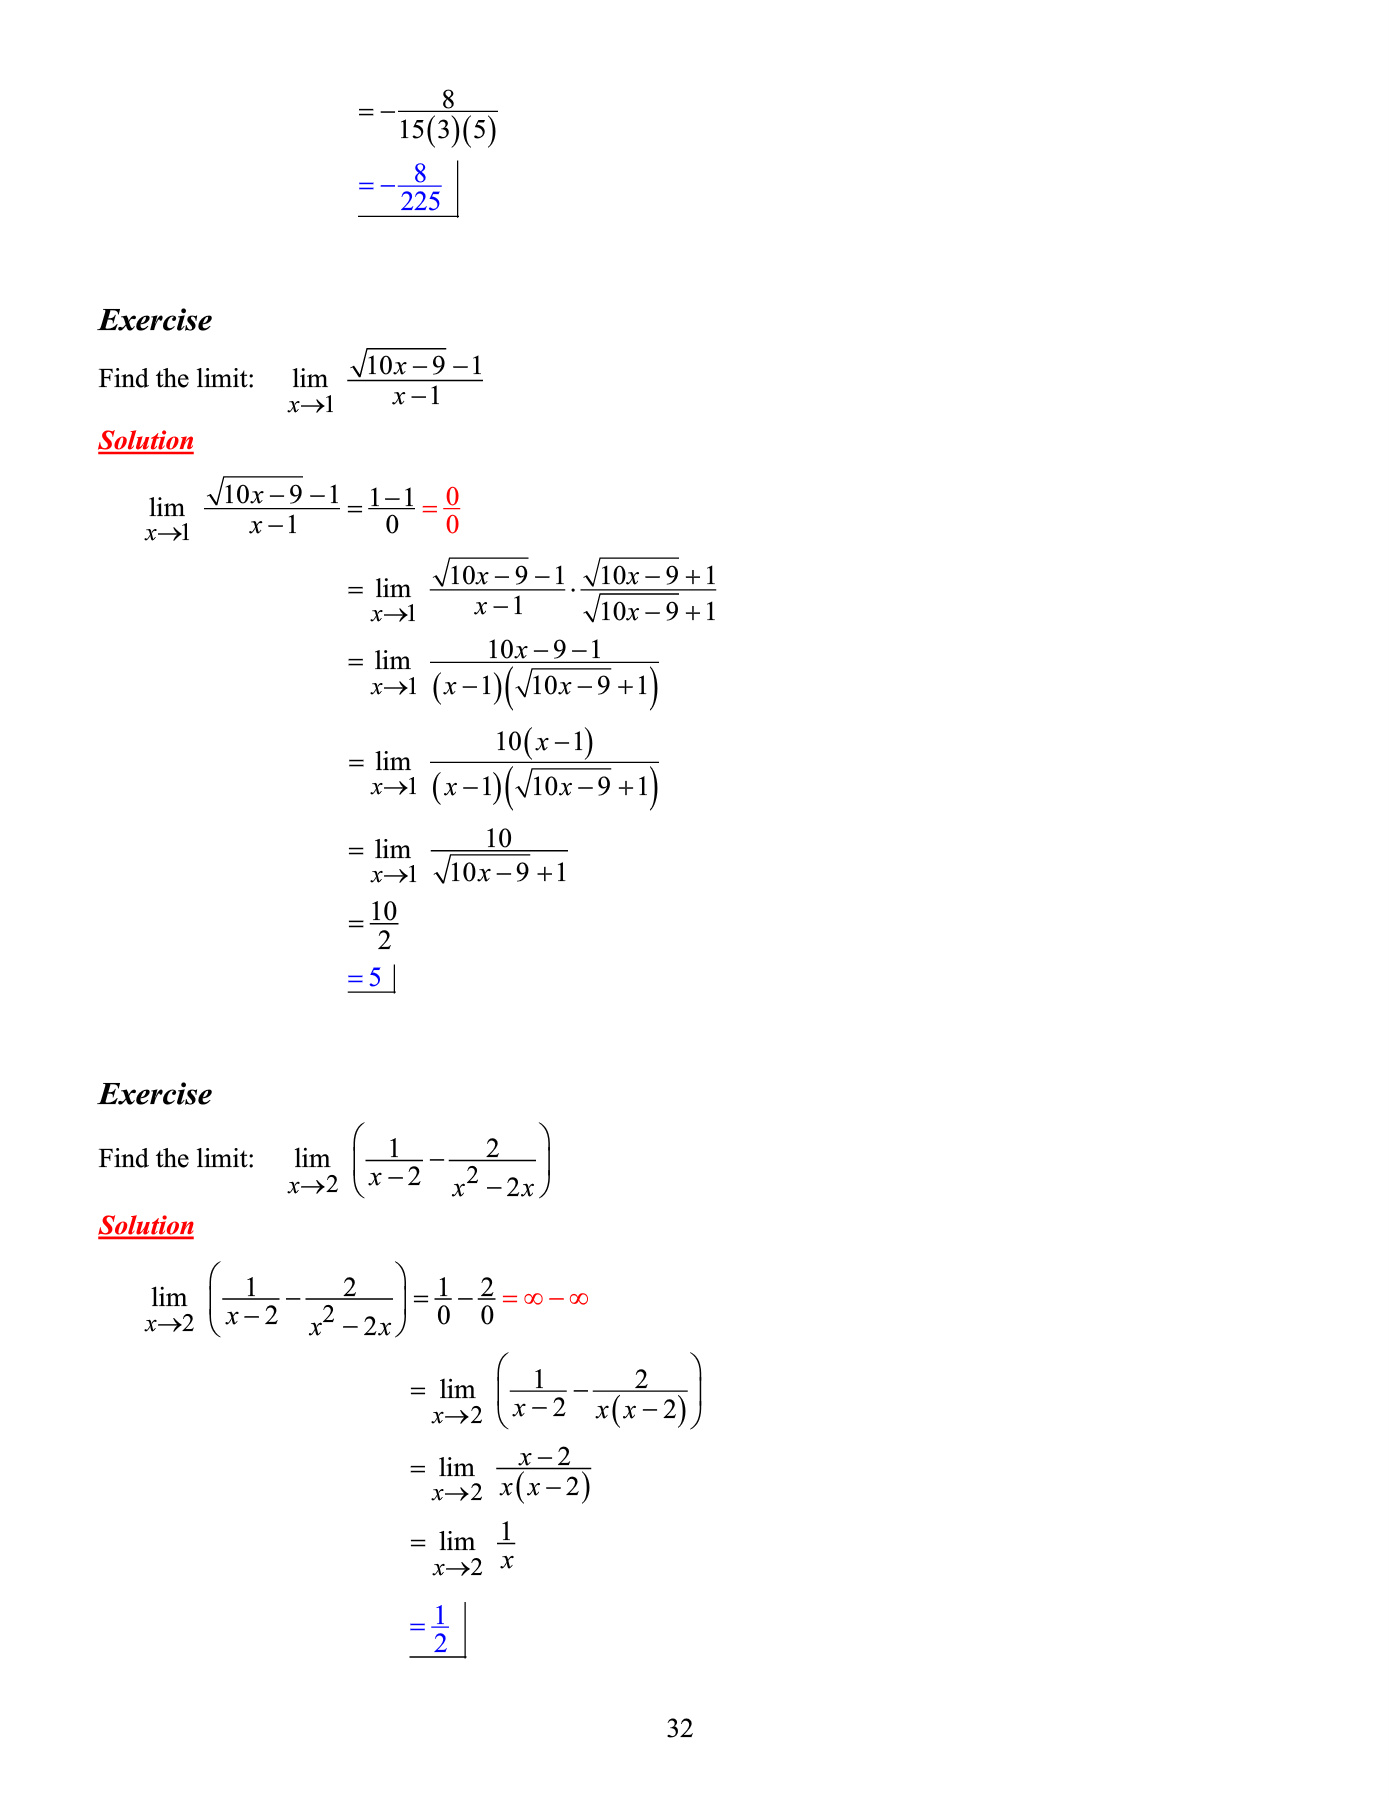 $= -\frac{8}{15(3)(5)}$
$= -\frac{8}{225}$
Exercise
Find the limit: $\lim_{x \to 1} \frac{\sqrt{10x-9}-1}{x-1}$
Solution
$\lim_{x \to 1} \frac{\sqrt{10x-9}-1}{x-1} = \frac{1-1}{0} = \frac{0}{0}$
$= \lim_{x \to 1} \frac{\sqrt{10x-9}-1}{x-1} \cdot \frac{\sqrt{10x-9}+1}{\sqrt{10x-9}+1}$
$= \lim_{x \to 1} \frac{10x-9-1}{(x-1)(\sqrt{10x-9}+1)}$
$= \lim_{x \to 1} \frac{10(x-1)}{(x-1)(\sqrt{10x-9}+1)}$
$= \lim_{x \to 1} \frac{10}{\sqrt{10x-9}+1}$
$= \frac{10}{2}$
$= 5$
Exercise
Find the limit: $\lim_{x \to 2} \left( \frac{1}{x-2} - \frac{2}{x^2-2x} \right)$
Solution
$\lim_{x \to 2} \left( \frac{1}{x-2} - \frac{2}{x^2-2x} \right) = \frac{1}{0} - \frac{2}{0} = \infty - \infty$
$= \lim_{x \to 2} \left( \frac{1}{x-2} - \frac{2}{x(x-2)} \right)$
$= \lim_{x \to 2} \frac{x-2}{x(x-2)}$
$= \lim_{x \to 2} \frac{1}{x}$
$= \frac{1}{2}$
32